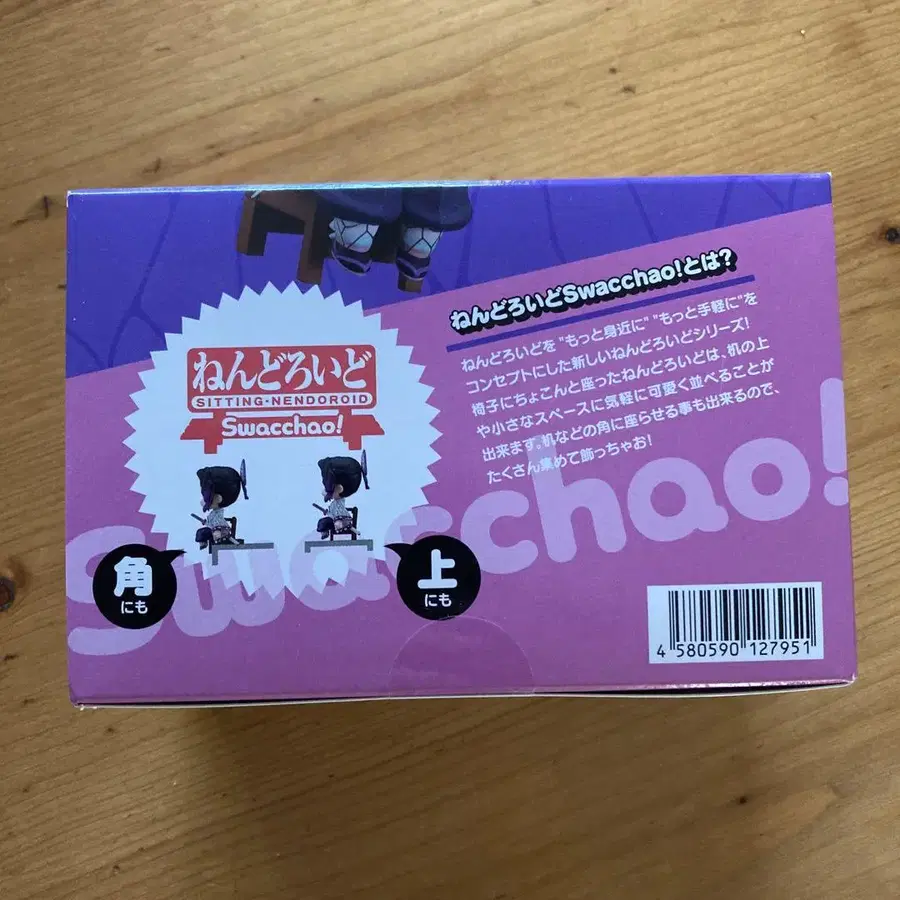 ねんどろいどSwacchao!とは?
ねんどろいどを "もっと身近に" "もっと手軽に"を
コンセプトにした新しいねんどろいどシリーズ!
椅子にちょこんと座ったねんどろいどは、机の上
や小さなスペースに気軽に可愛く並べることが
出来ます。机などの角に座らせる事も出来るので、
たくさん集めて飾っちゃお!
ねんどろいど
SITTING・NENDOROID
Swacchao!
角
にも
上
にも
Swacchao!
4 580590 127951